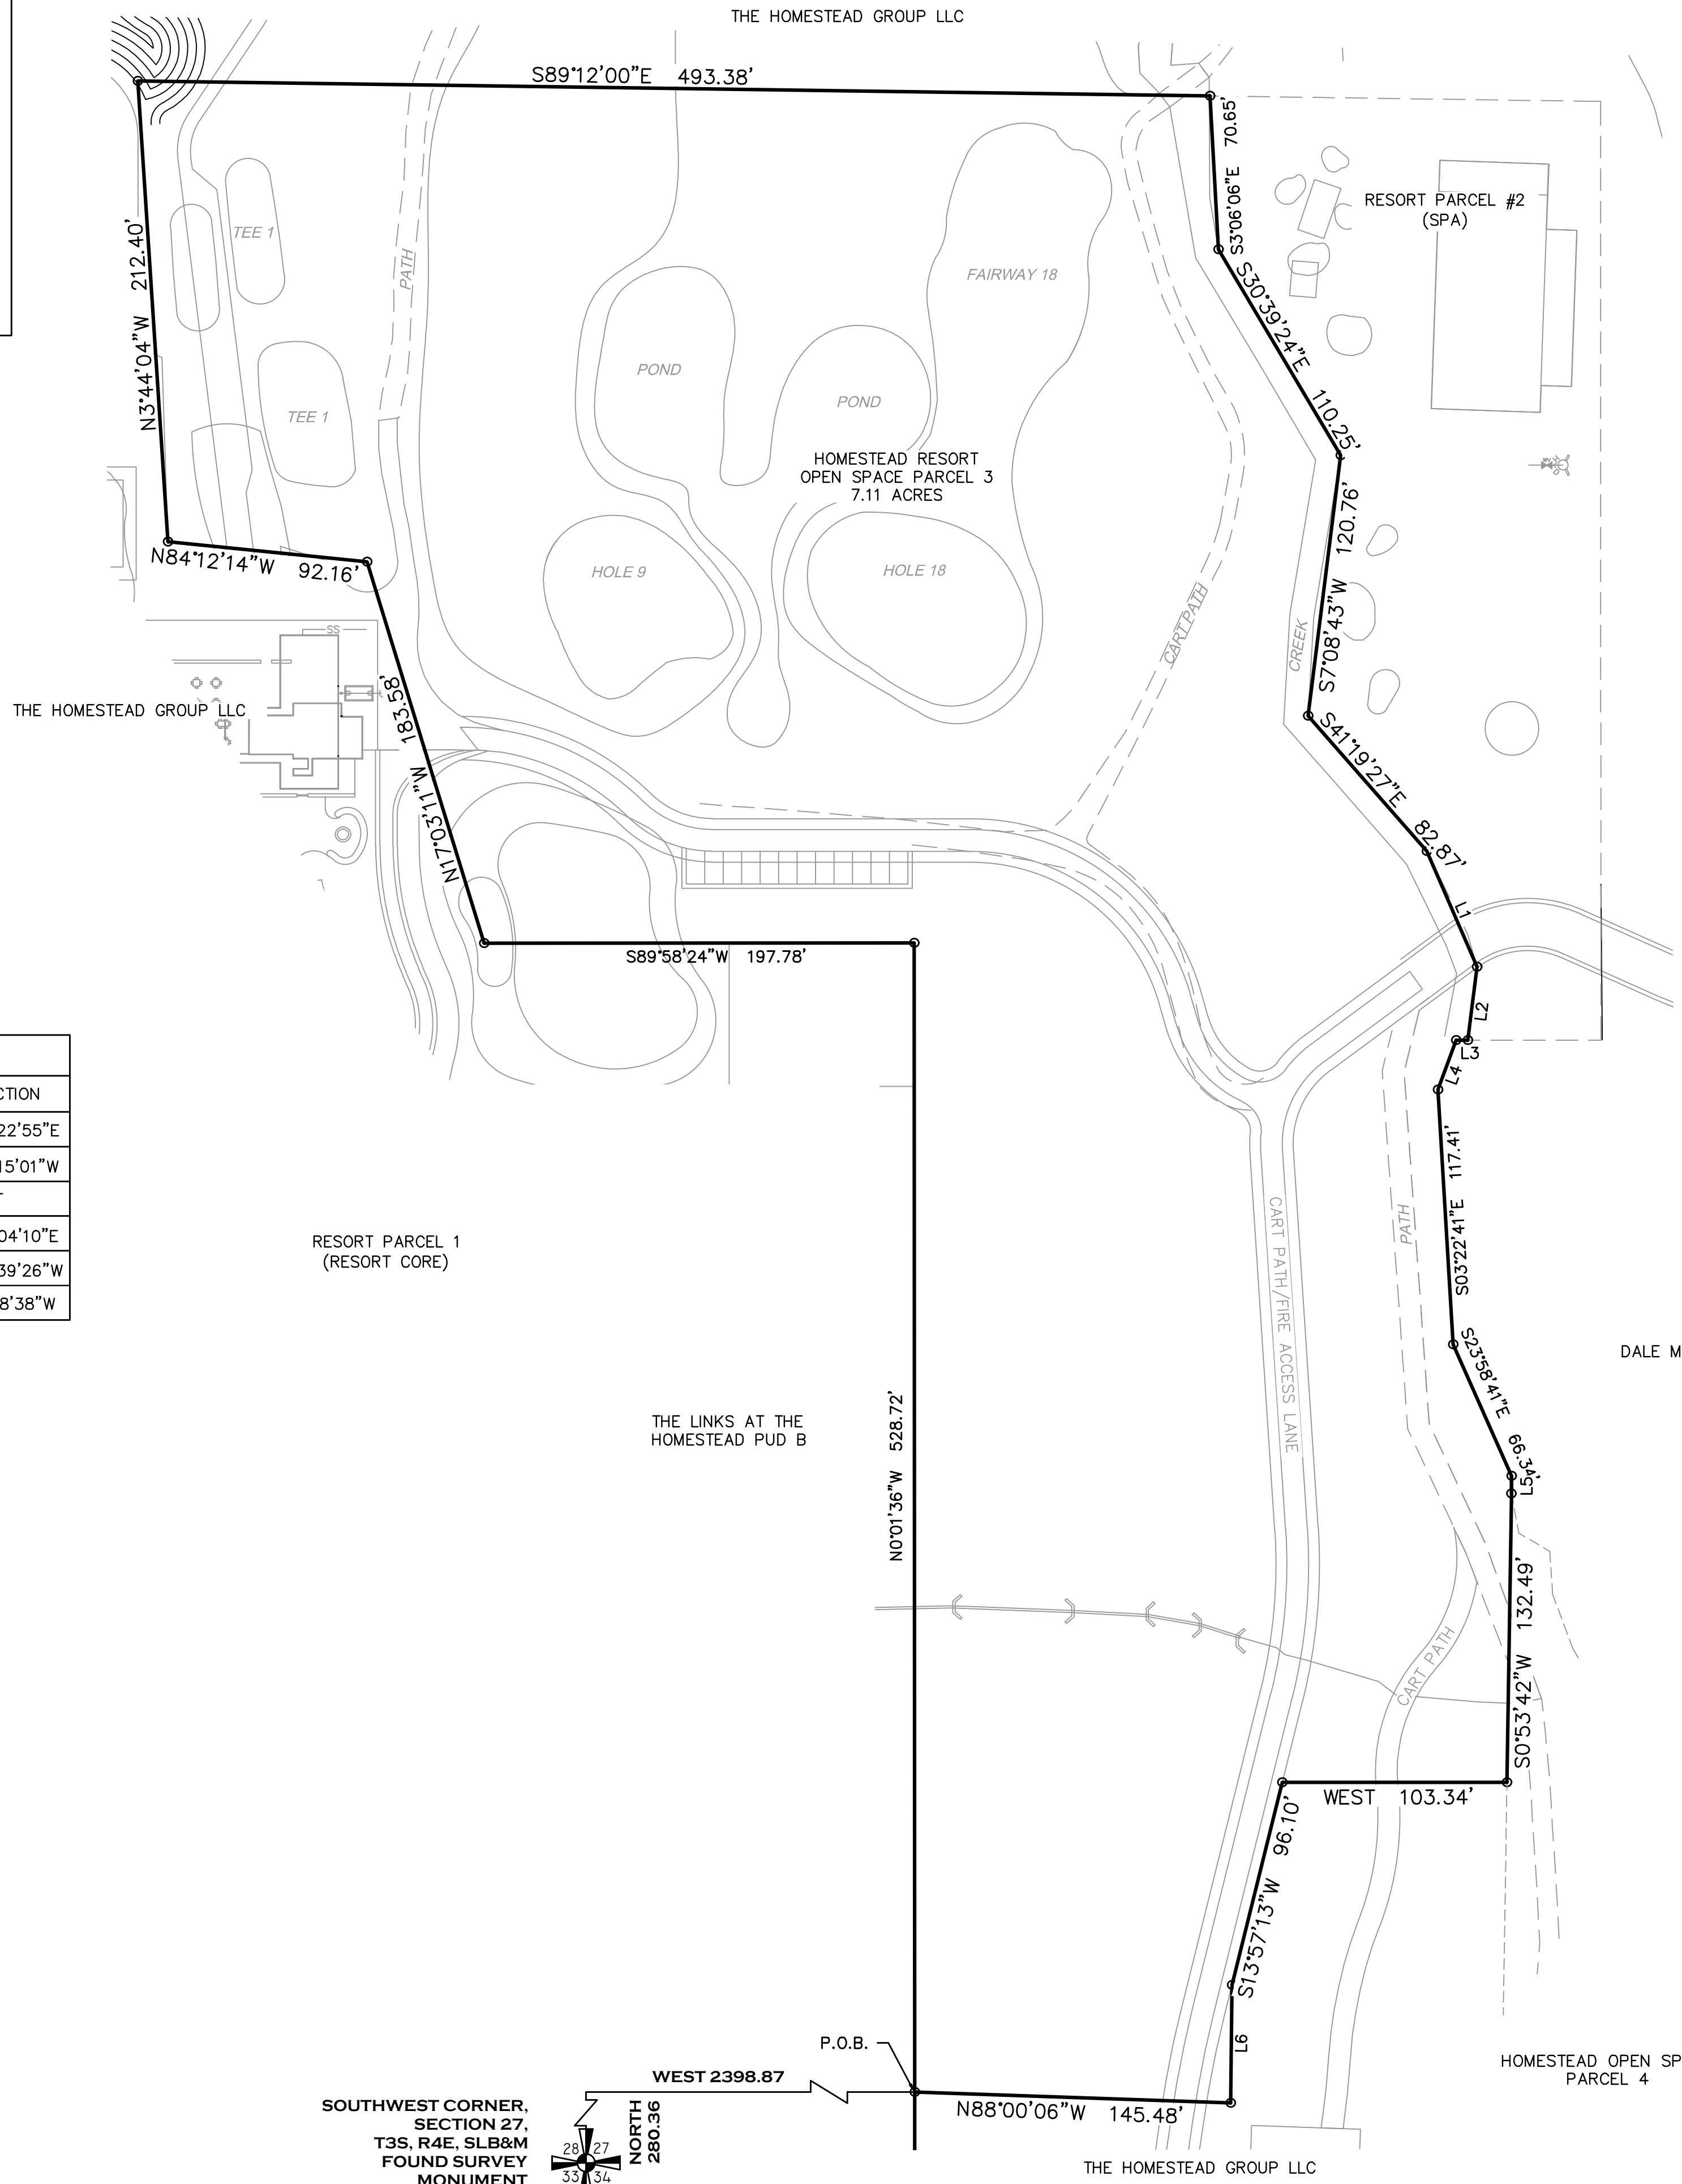 THE HOMESTEAD GROUP LLC
S89°12'00"E 493.38'
S3°06'06"E 70.65'
RESORT PARCEL #2
(SPA)
TEE 1
PATH
FAIRWAY 18
N3°44'04"W 212.40'
S30°39'24"E 110.25'
POND
POND
TEE 1
HOMESTEAD RESORT
OPEN SPACE PARCEL 3
7.11 ACRES
S7°08'43"W 120.76'
N84°12'14"W 92.16'
HOLE 9
HOLE 18
CART PATH
CREEK
SS
THE HOMESTEAD GROUP LLC
N17°03'11"W 183.58'
S41°19'27"E 82.87'
L1
S89°58'24"W 197.78'
L2
L3
L4
CTION
22'55"E
15'01"W
T
04'10"E
39'26"W
8'38"W
S03°22'41"E 117.41'
PATH
RESORT PARCEL 1
(RESORT CORE)
CART PATH/FIRE ACCESS LANE
DALE M
S23°58'41"E 66.34'
THE LINKS AT THE
HOMESTEAD PUD B
N0°01'36"W 528.72'
L5
S0°53'42"W 132.49'
CART PATH
WEST 103.34'
S13°57'13"W 96.10'
L6
P.O.B.
HOMESTEAD OPEN SP
PARCEL 4
WEST 2398.87
N88°00'06"W 145.48'
SOUTHWEST CORNER,
SECTION 27,
T3S, R4E, SLB&M
FOUND SURVEY
MONUMENT
28 27
33 34
NORTH
280.36
THE HOMESTEAD GROUP LLC